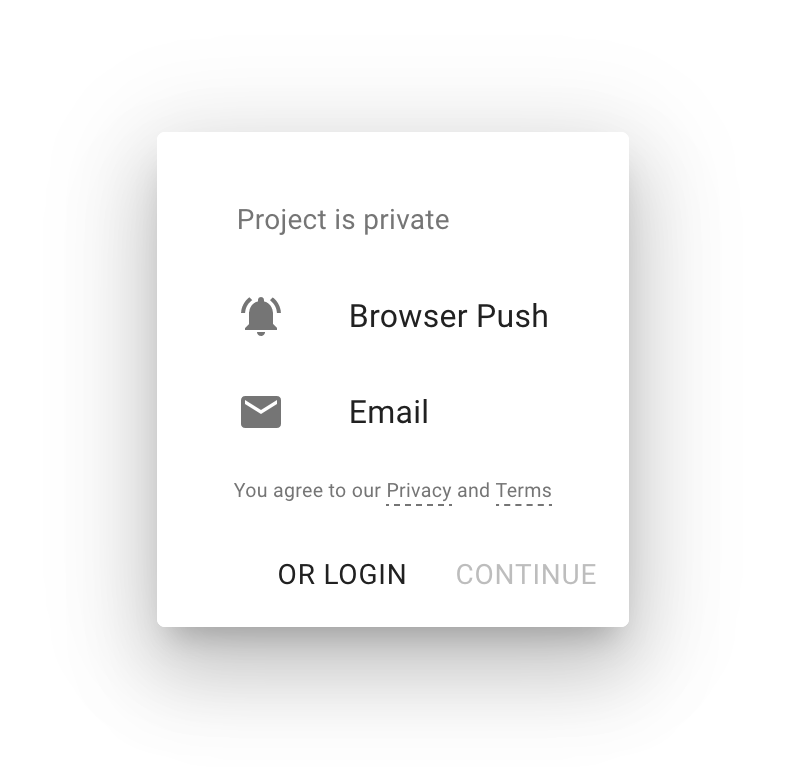 Project is private
Browser Push
Email
You agree to our Privacy and Terms
OR LOGIN CONTINUE